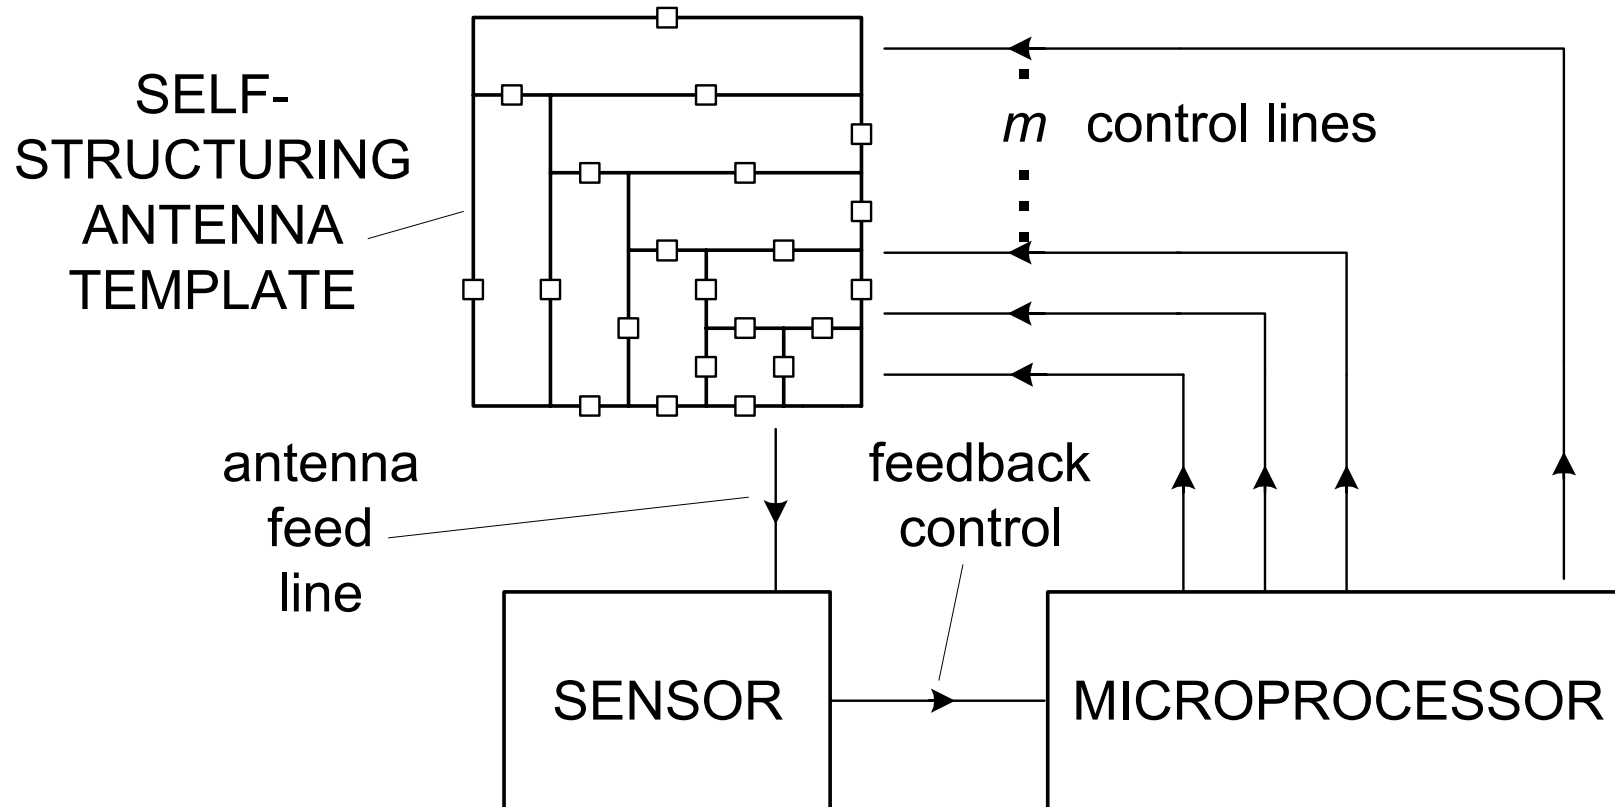 SELF-
STRUCTURING
ANTENNA
TEMPLATE
m control lines
antenna
feed
line
feedback
control
SENSOR
MICROPROCESSOR